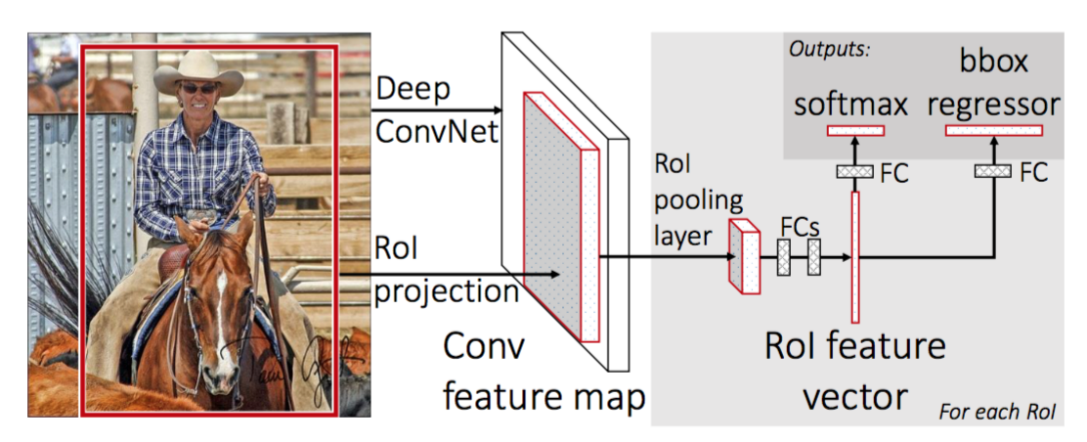 Deep
ConvNet
RoI
projection
Conv
feature map
RoI
pooling
layer
FCs
Outputs:
softmax
bbox
regressor
FC
FC
RoI feature
vector
For each RoI